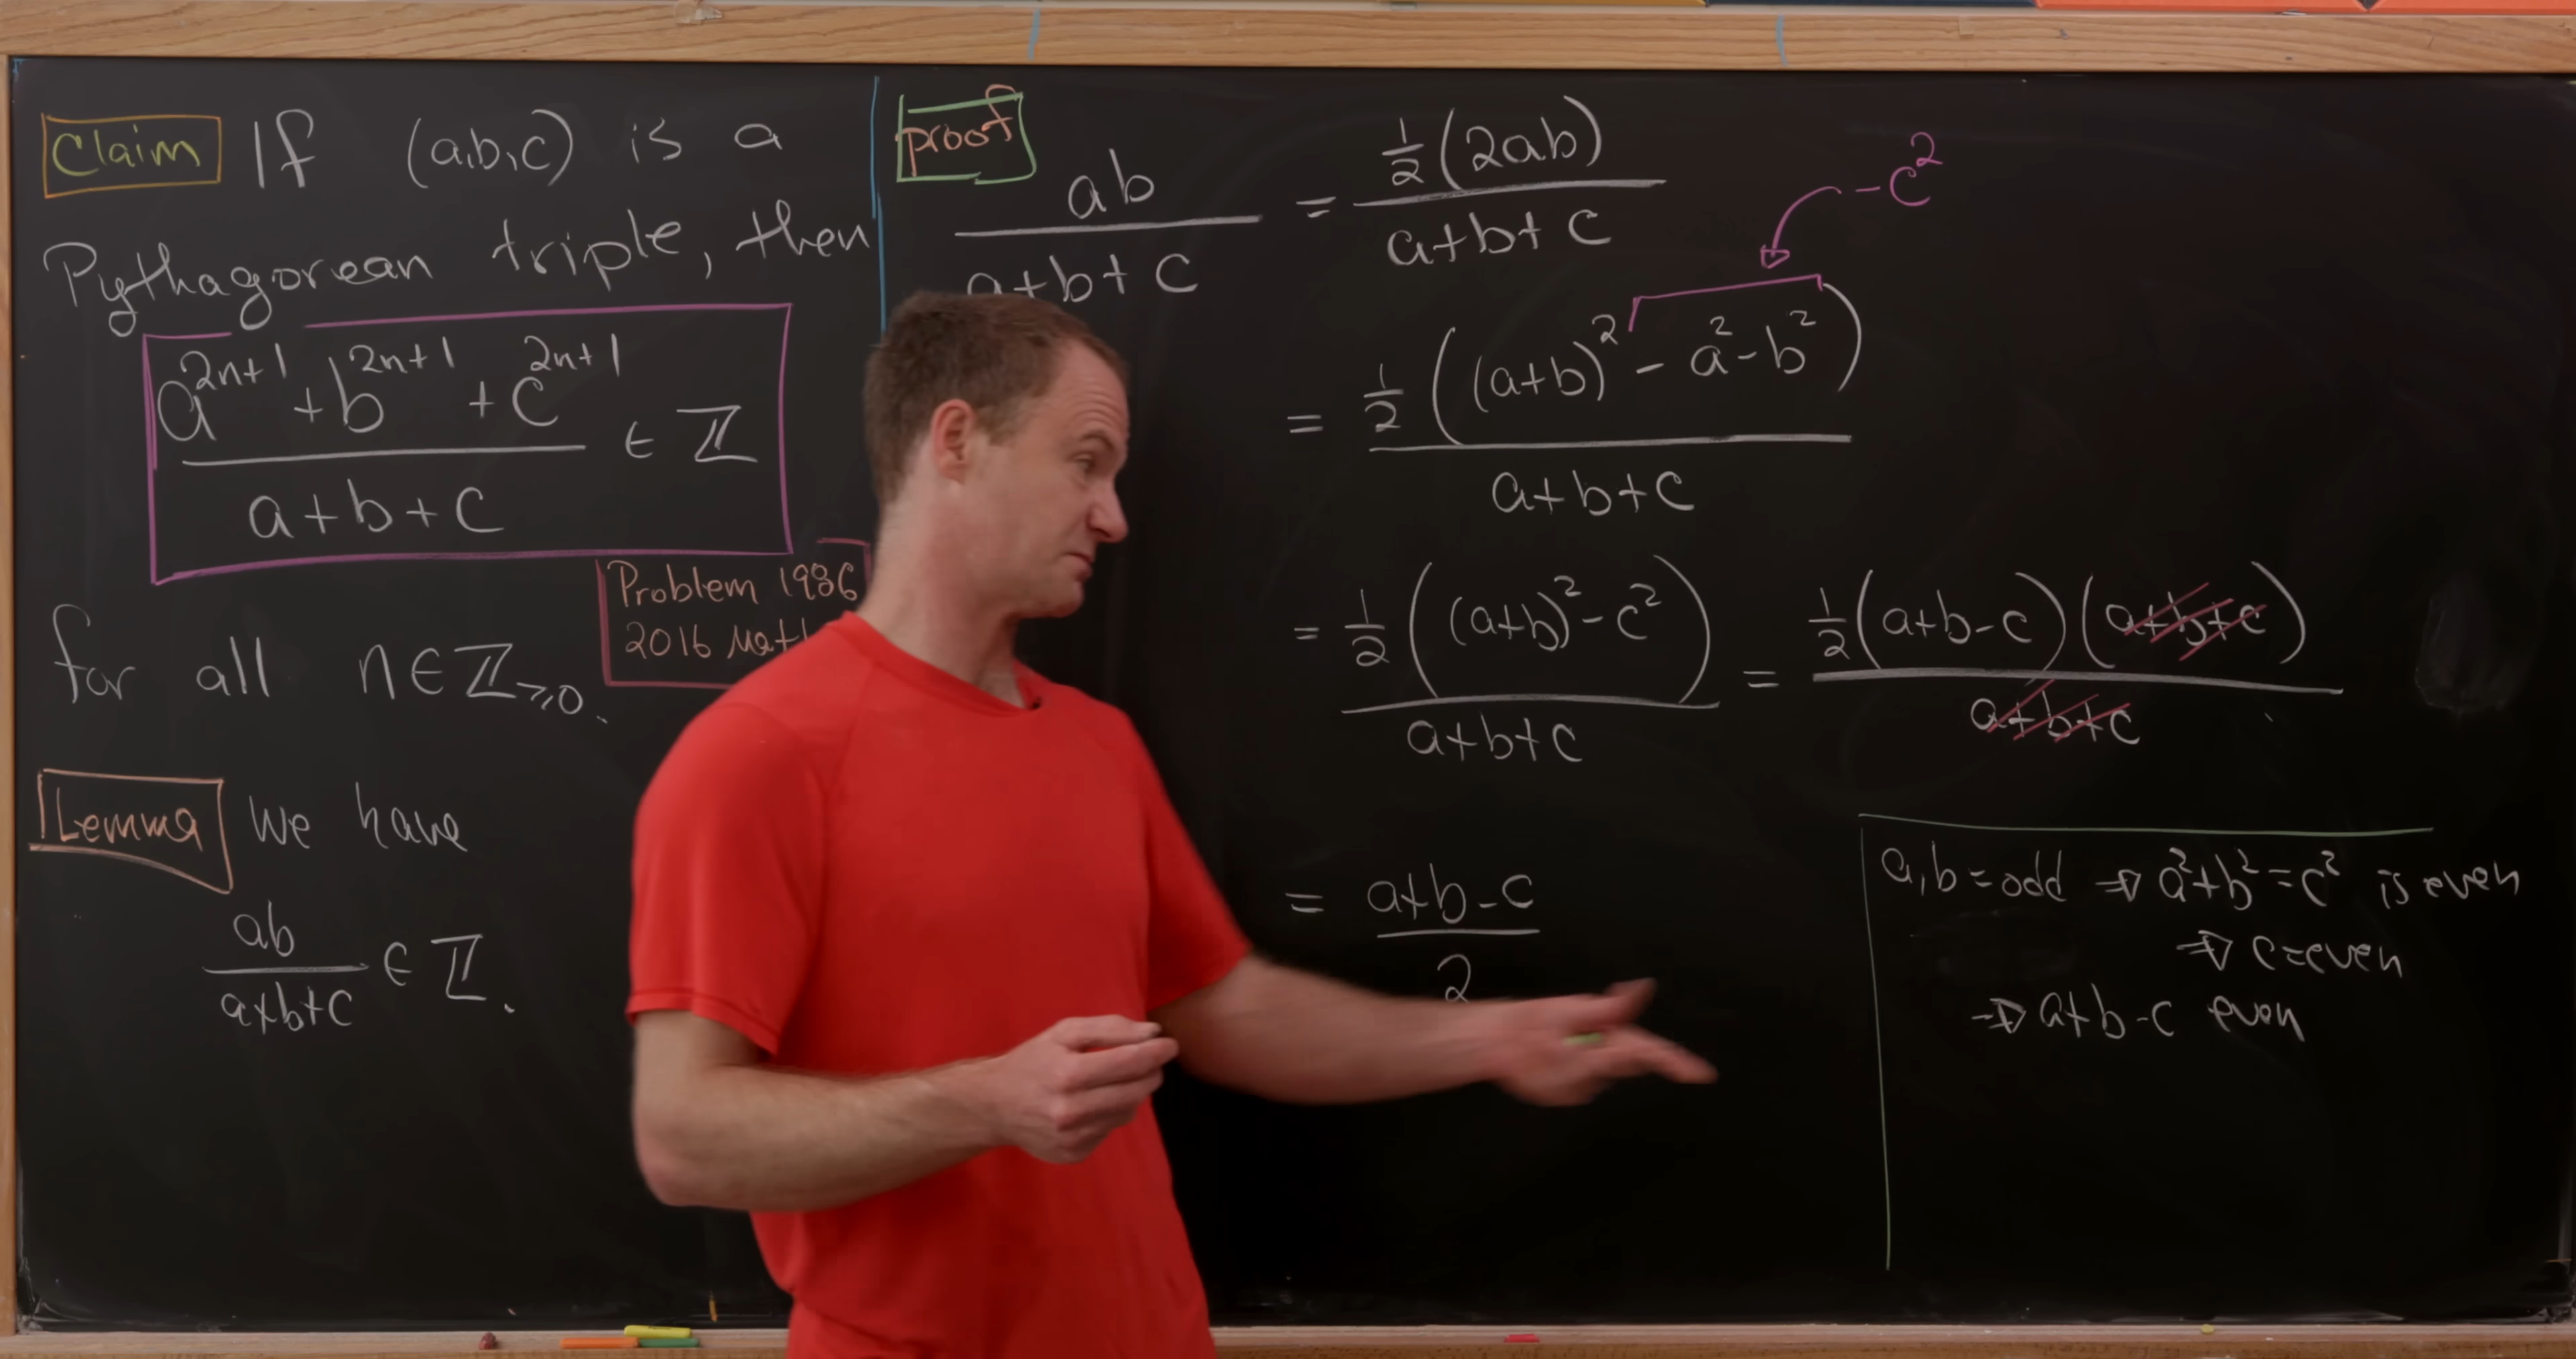 Claim If (a,b,c) is a
Pythagorean triple, then
a^{2n+1} + b^{2n+1} + c^{2n+1}
a+b+c
∈ ℤ
Problem 1986
2016 Mat
for all n∈ℤ≥0.
Lemma We have
ab
a+b+c
∈ ℤ.
proof
ab
a+b+c
= ½(2ab)
a+b+c
-c²
= ½((a+b)² - a² - b²)
a+b+c
= ½((a+b)² - c²)
a+b+c
= ½(a+b-c)(a+b+c)
a+b+c
= a+b-c
2
a,b=odd ⇒ a²+b²=c² is even
⇒ c=even
⇒ a+b-c even